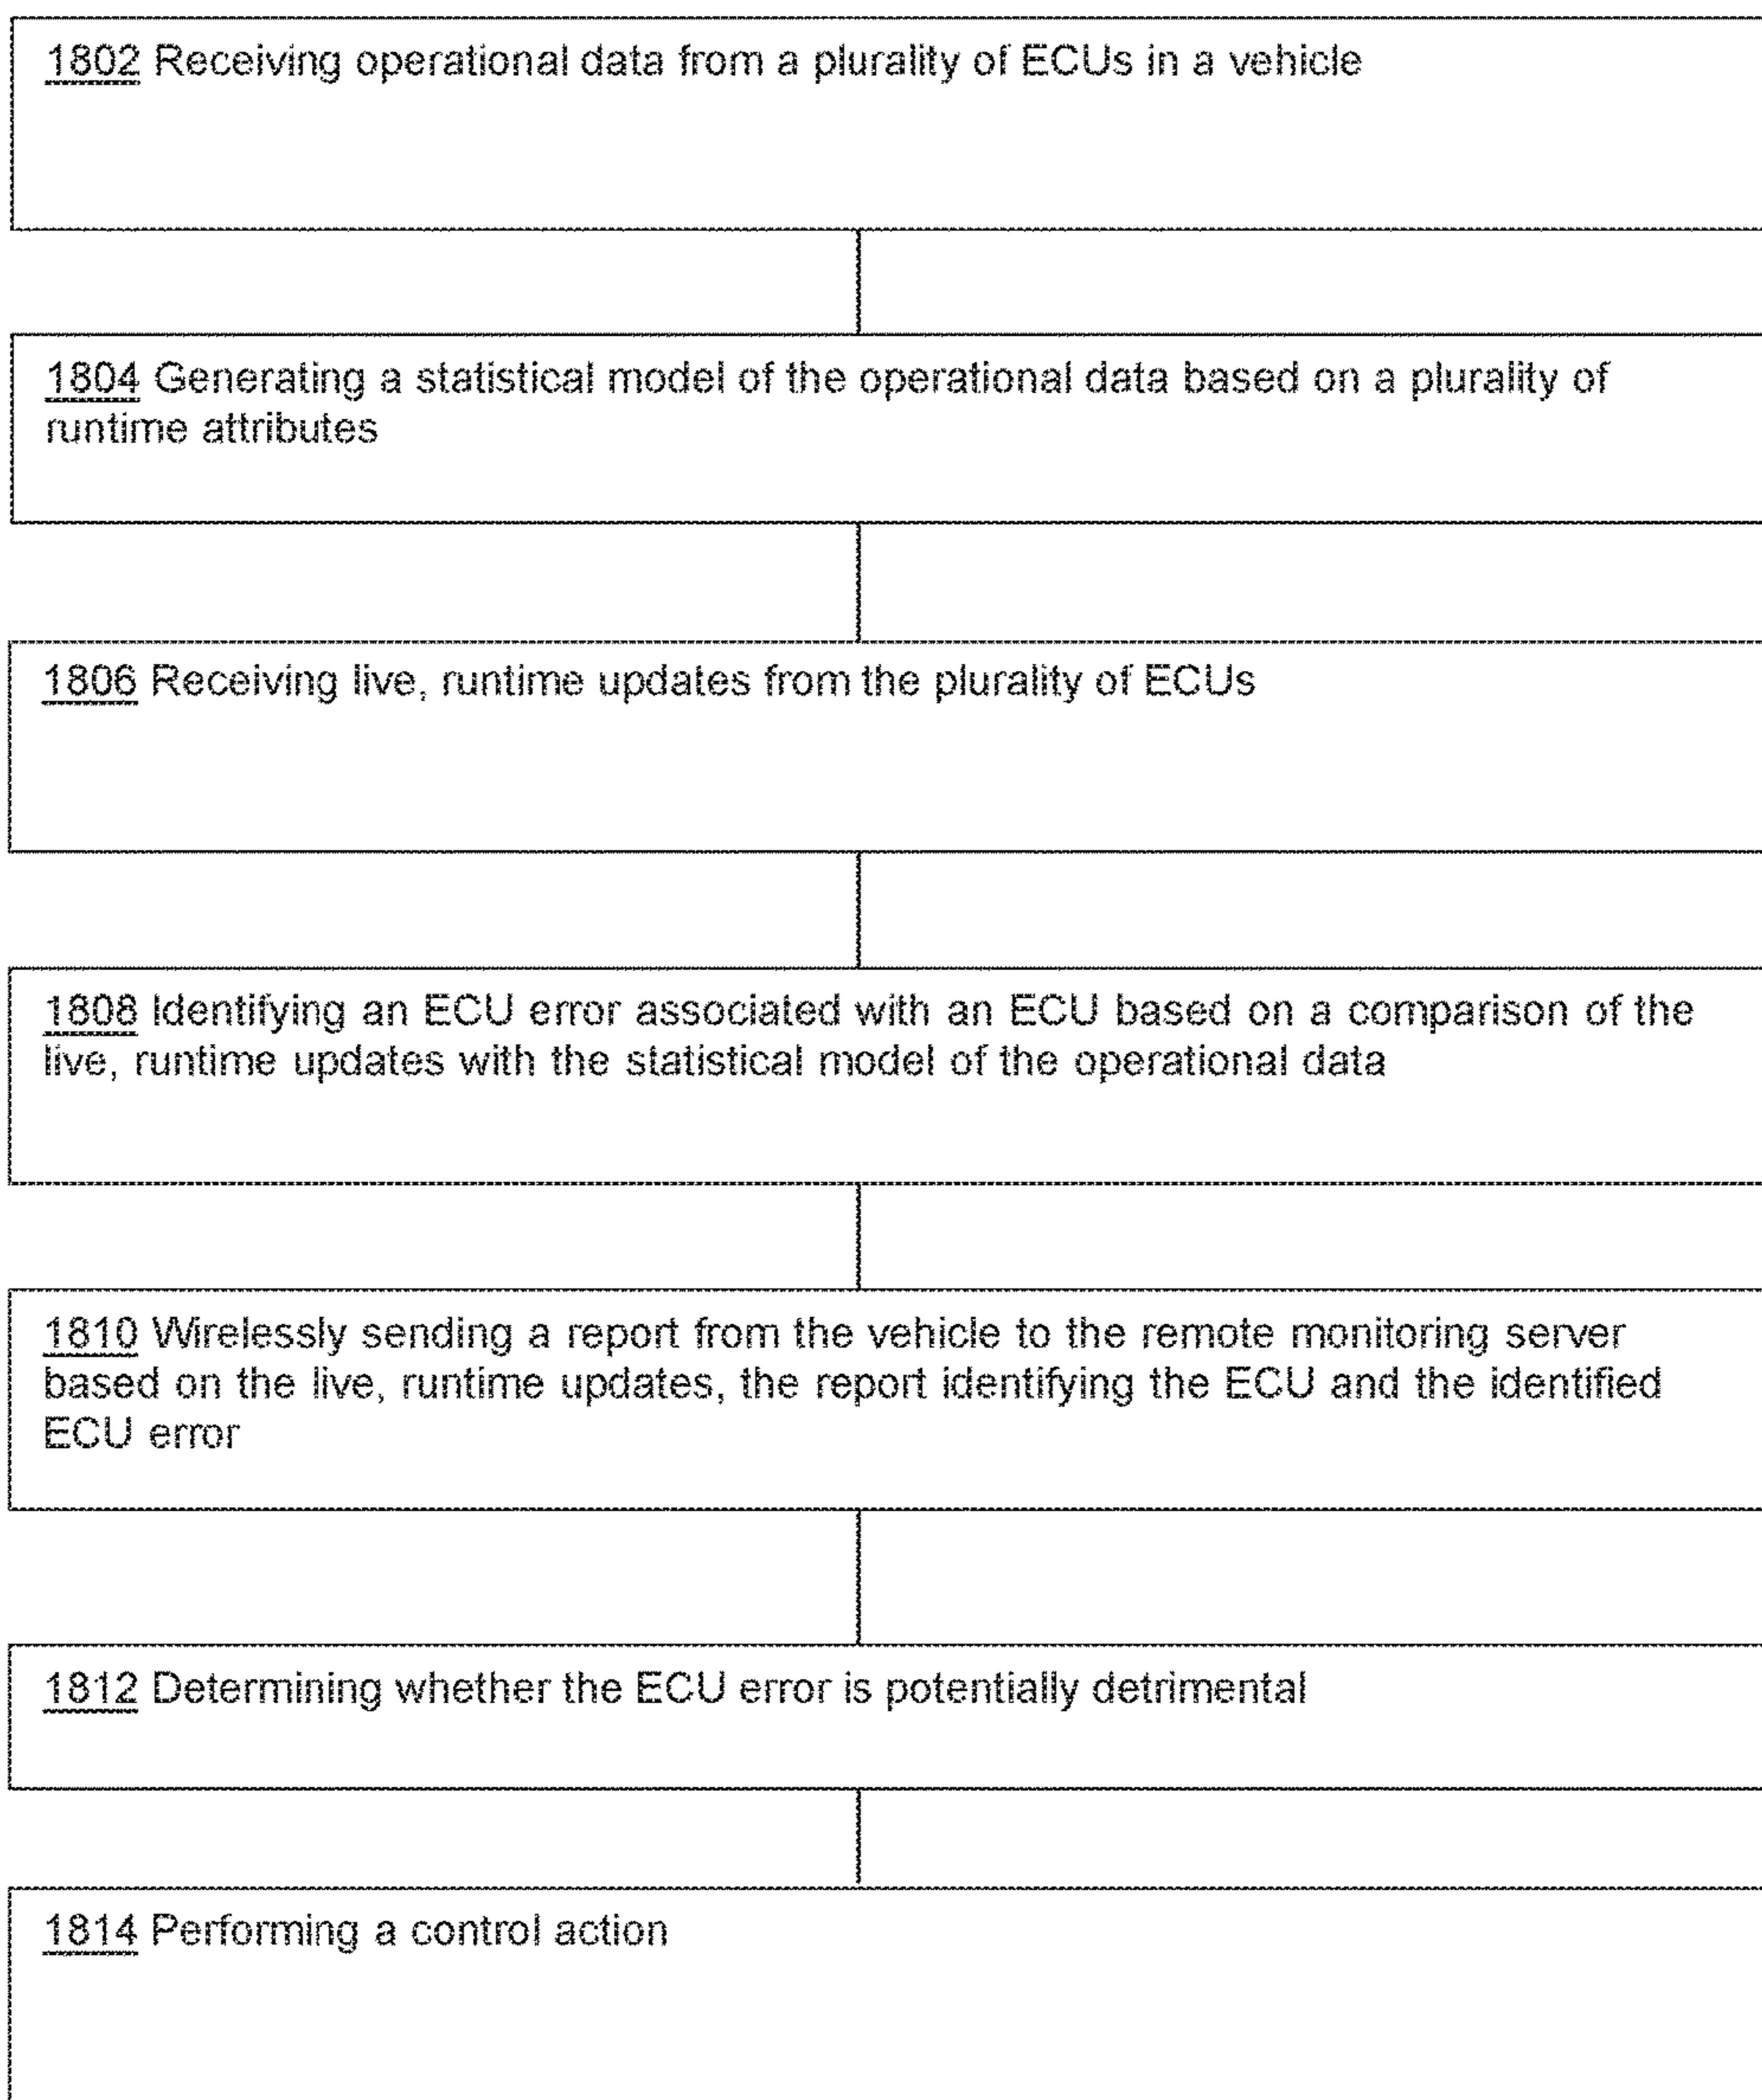 1802 Receiving operational data from a plurality of ECUs in a vehicle
1804 Generating a statistical model of the operational data based on a plurality of
runtime attributes
1806 Receiving live, runtime updates from the plurality of ECUs
1808 Identifying an ECU error associated with an ECU based on a comparison of the
live, runtime updates with the statistical model of the operational data
1810 Wirelessly sending a report from the vehicle to the remote monitoring server
based on the live, runtime updates, the report identifying the ECU and the identified
ECU error
1812 Determining whether the ECU error is potentially detrimental
1814 Performing a control action